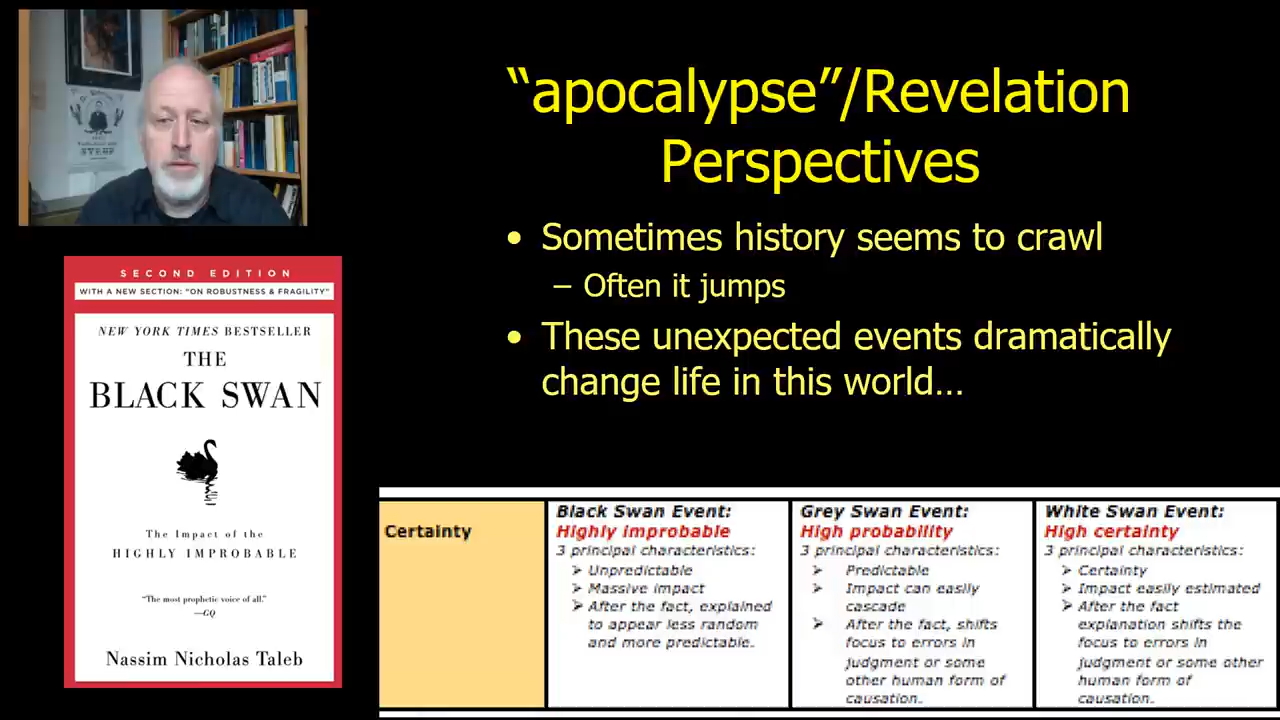 “apocalypse”/Revelation
Perspectives
• Sometimes history seems to crawl
– Often it jumps
• These unexpected events dramatically
change life in this world…
SECOND EDITION
WITH A NEW SECTION: "ON ROBUSTNESS & FRAGILITY"
NEW YORK TIMES BESTSELLER
THE
BLACK SWAN
The Impact of the
HIGHLY IMPROBABLE
"The most prophetic voice of all."
—GQ
Nassim Nicholas Taleb
Certainty
Black Swan Event:
Highly improbable
3 principal characteristics:
➢ Unpredictable
➢ Massive impact
➢ After the fact, explained
to appear less random
and more predictable.
Grey Swan Event:
High probability
3 principal characteristics:
➢ Predictable
➢ Impact can easily
cascade
➢ After the fact, shifts
focus to errors in
judgment or some
other human form of
causation.
White Swan Event:
High certainty
3 principal characteristics:
➢ Certainty
➢ Impact easily estimated
➢ After the fact
explanation shifts the
focus to errors in
judgment or some other
human form of
causation.